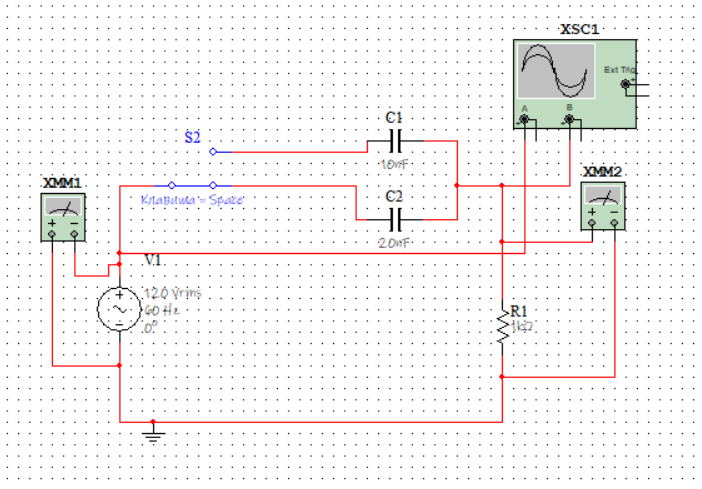 XSC1
Ext Trig
+
A
B
+ - + -
C1
10nF
S2
XMM1
+ -
Клавиша = Space
C2
20nF
XMM2
+ -
V1
120 Vrms
60 Hz
0°
R1
1kΩ